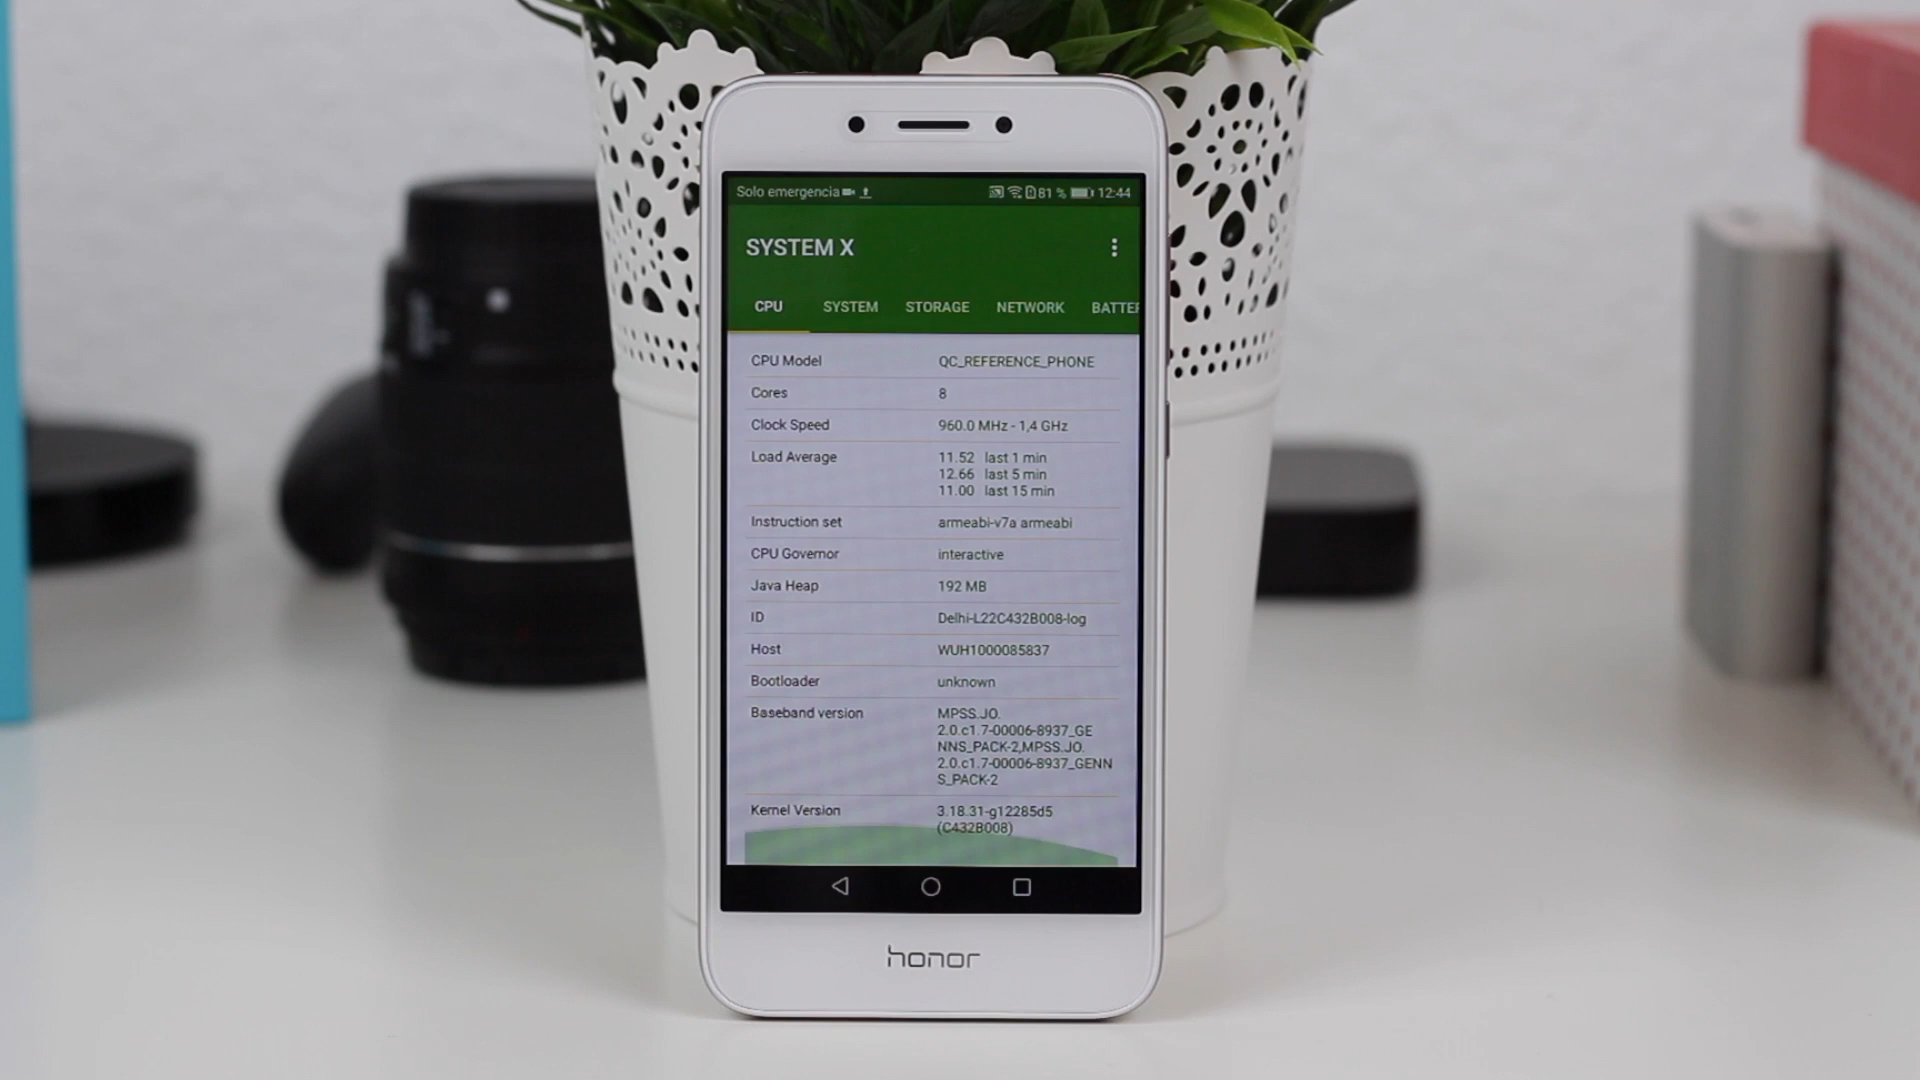 Solo emergencia 81 % 12:44
SYSTEM X
CPU SYSTEM STORAGE NETWORK BATTER
CPU Model QC_REFERENCE_PHONE
Cores 8
Clock Speed 960.0 MHz - 1,4 GHz
Load Average 11.52 last 1 min
12.66 last 5 min
11.00 last 15 min
Instruction set armeabi-v7a armeabi
CPU Governor interactive
Java Heap 192 MB
ID Delhi-L22C432B008-log
Host WUH1000085837
Bootloader unknown
Baseband version MPSS.JO.
2.0.c1.7-00006-8937_GE
NNS_PACK-2,MPSS.JO.
2.0.c1.7-00006-8937_GENN
S_PACK-2
Kernel Version 3.18.31-g12285d5
(C432B008)
honor